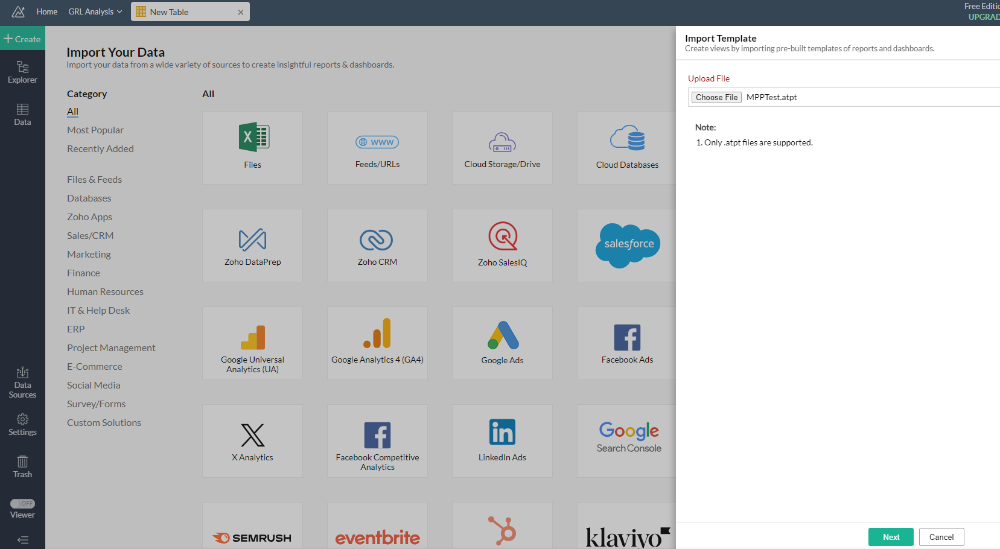 Home
GRL Analysis
New Table
Free Editio
UPGRAD
Create
Explorer
Data
Data
Sources
Settings
Trash
OFF
Viewer
Import Your Data
Import your data from a wide variety of sources to create insightful reports & dashboards.
Category
All
Most Popular
Recently Added
Files & Feeds
Databases
Zoho Apps
Sales/CRM
Marketing
Finance
Human Resources
IT & Help Desk
ERP
Project Management
E-Commerce
Social Media
Survey/Forms
Custom Solutions
All
X
Files
WWW
Feeds/URLs
Cloud Storage/Drive
Cloud Databases
Zoho DataPrep
Zoho CRM
Zoho SalesIQ
salesforce
Google Universal
Analytics (UA)
Google Analytics 4 (GA4)
Google Ads
f
Facebook Ads
X
X Analytics
f
Facebook Competitive
Analytics
in
LinkedIn Ads
Google
Search Console
SEMRUSH
eventbrite
klaviyo
Import Template
Create views by importing pre-built templates of reports and dashboards.
Upload File
Choose File MPPTest.atpt
Note:
1. Only .atpt files are supported.
Next
Cancel